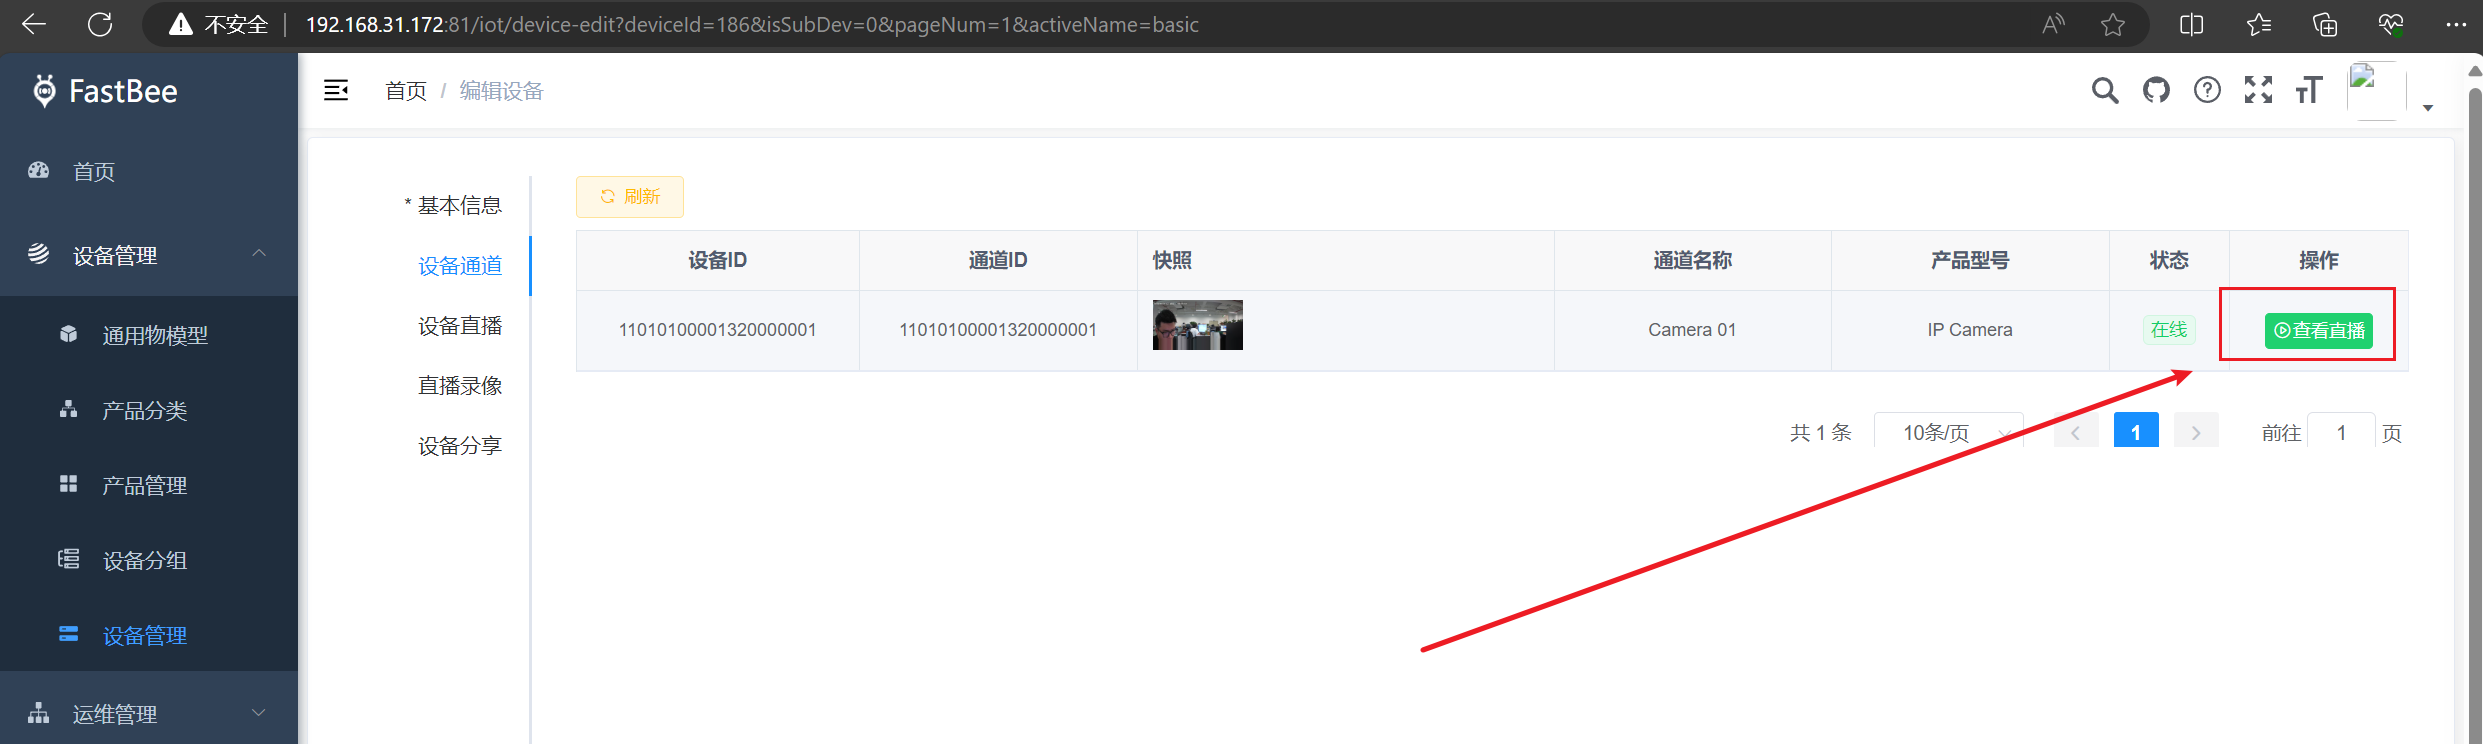 不安全 192.168.31.172:81/iot/device-edit?deviceId=186&isSubDev=0&pageNum=1&activeName=basic
FastBee
首页 / 编辑设备
首页
设备管理
通用物模型
产品分类
产品管理
设备分组
设备管理
运维管理
* 基本信息
设备通道
设备直播
直播录像
设备分享
刷新
设备ID 通道ID 快照 通道名称 产品型号 状态 操作
11010100001320000001 11010100001320000001 Camera 01 IP Camera 在线 查看直播
共 1 条 10条/页 1 前往 1 页